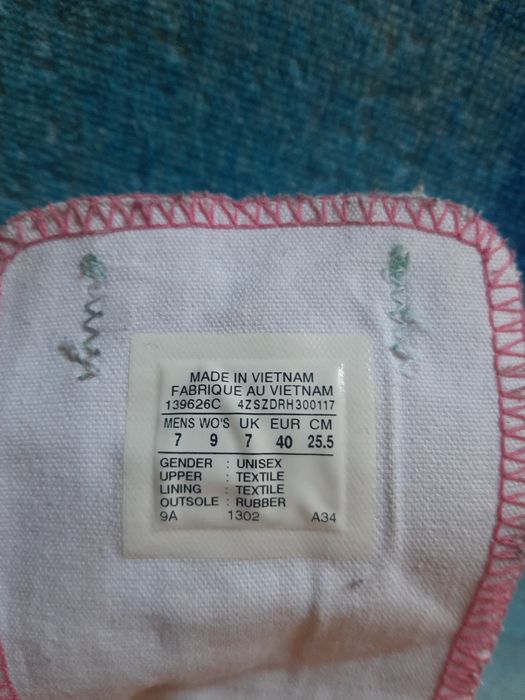 MADE IN VIETNAM
FABRIQUE AU VIETNAM
139626C 4ZSZDRH300117
MENS WO'S UK EUR CM
7 9 7 40 25.5
GENDER : UNISEX
UPPER : TEXTILE
LINING : TEXTILE
OUTSOLE : RUBBER
9A 1302 A34